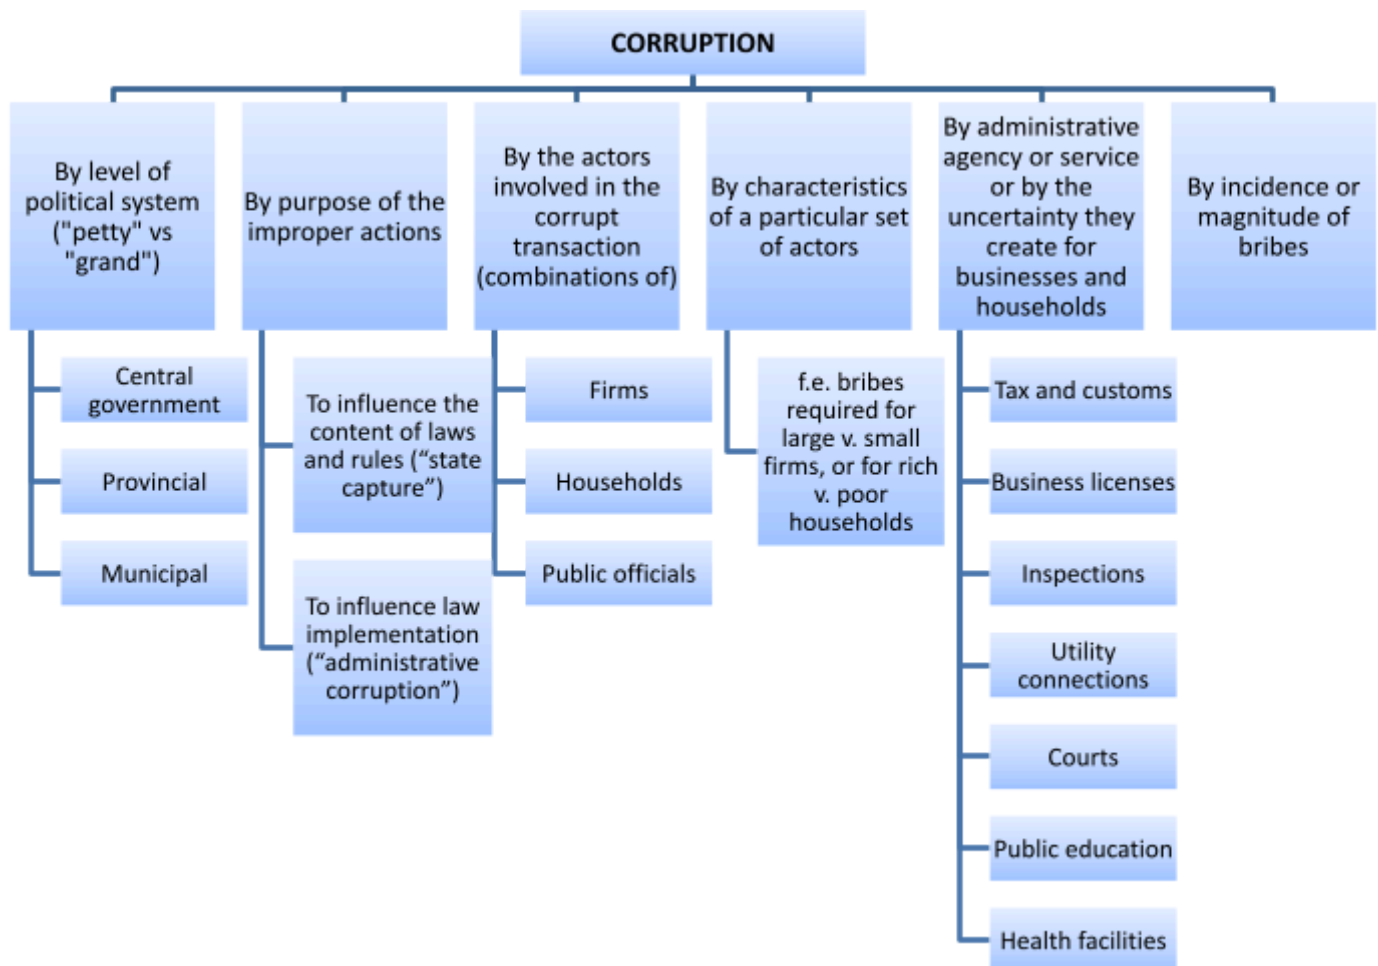 CORRUPTION
By level of
political system
("petty" vs
"grand")
Central
government
Provincial
Municipal
By purpose of the
improper actions
To influence the
content of laws
and rules (“state
capture”)
To influence law
implementation
(“administrative
corruption”)
By the actors
involved in the
corrupt
transaction
(combinations of)
Firms
Households
Public officials
By characteristics
of a particular set
of actors
f.e. bribes
required for
large v. small
firms, or for rich
v. poor
households
By administrative
agency or service
or by the
uncertainty they
create for
businesses and
households
Tax and customs
Business licenses
Inspections
Utility
connections
Courts
Public education
Health facilities
By incidence or
magnitude of
bribes